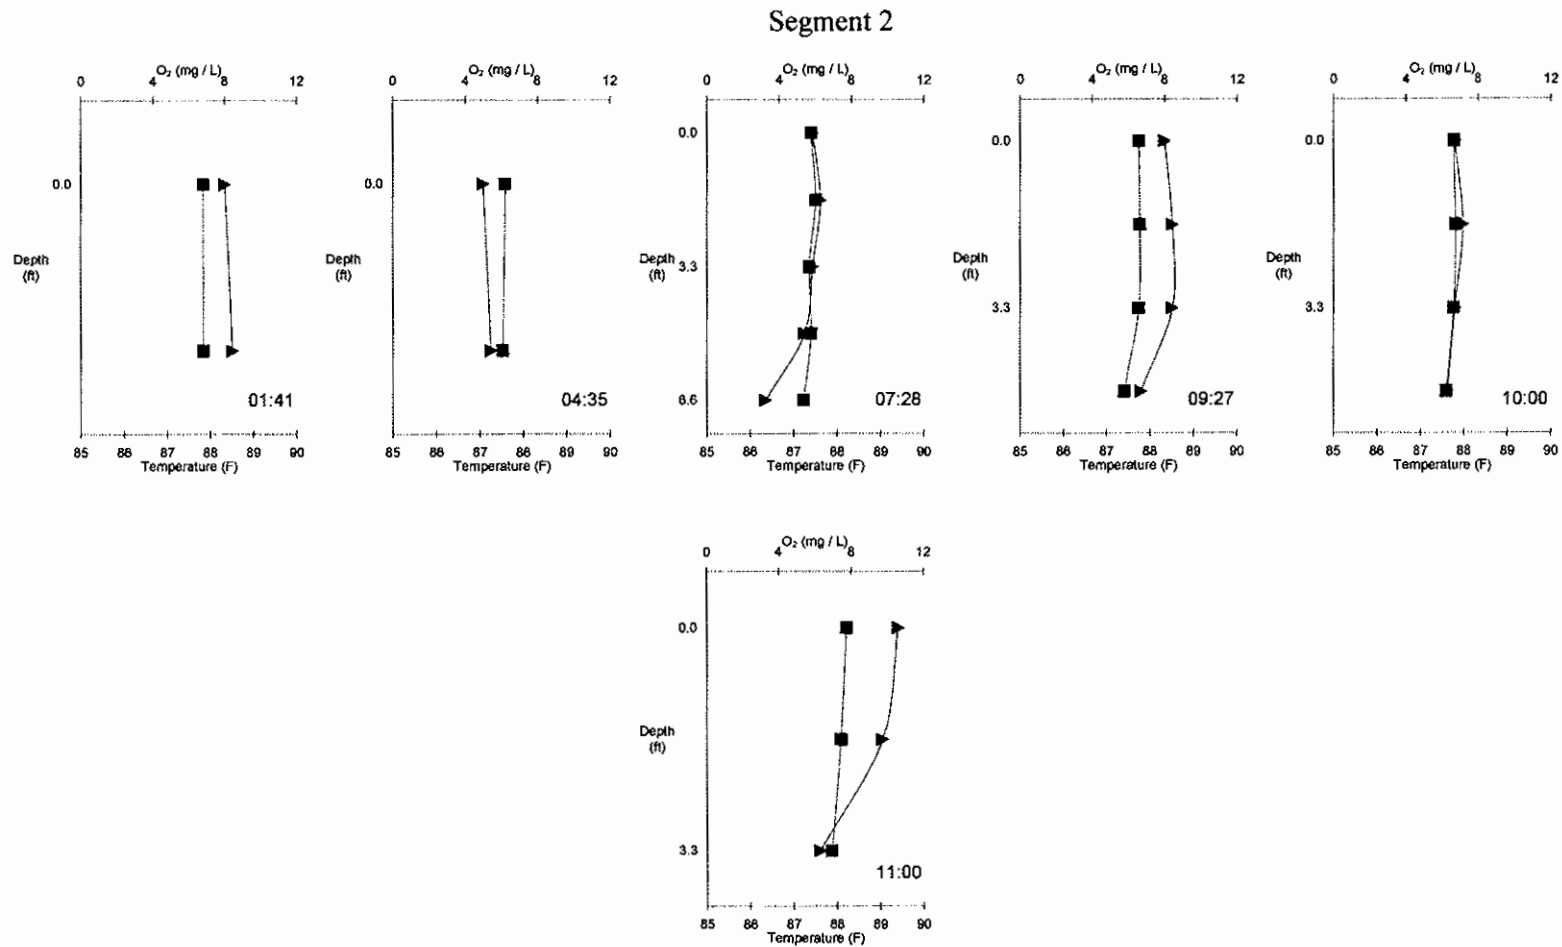 Segment 2
O₂ (mg / L)
0 4 8 12
0.0
Depth
(ft)
01:41
85 86 87 88 89 90
Temperature (F)
O₂ (mg / L)
0 4 8 12
0.0
Depth
(ft)
04:35
85 86 87 88 89 90
Temperature (F)
O₂ (mg / L)
0 4 8 12
0.0
3.3
Depth
(ft)
6.6
07:28
85 86 87 88 89 90
Temperature (F)
O₂ (mg / L)
0 4 8 12
0.0
Depth
(ft)
3.3
09:27
85 86 87 88 89 90
Temperature (F)
O₂ (mg / L)
0 4 8 12
0.0
Depth
(ft)
3.3
10:00
85 86 87 88 89 90
Temperature (F)
O₂ (mg / L)
0 4 8 12
0.0
Depth
(ft)
3.3
11:00
85 86 87 88 89 90
Temperature (F)